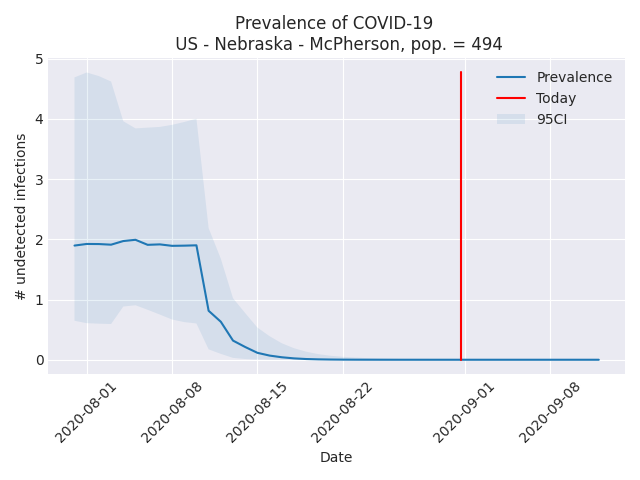 Prevalence of COVID-19
US - Nebraska - McPherson, pop. = 494
Prevalence
Today
95CI
# undetected infections
5
4
3
2
1
0
2020-08-01
2020-08-08
2020-08-15
2020-08-22
2020-09-01
2020-09-08
Date